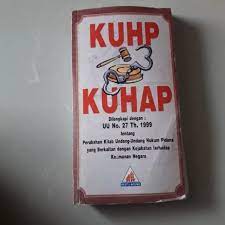 KUHP
KUHAP
Dilengkapi dengan :
UU No. 27 Th. 1999
tentang
Perubahan Kitab Undang-Undang Hukum Pidana
yang Berkaitan dengan Kejahatan terhadap
Keamanan Negara